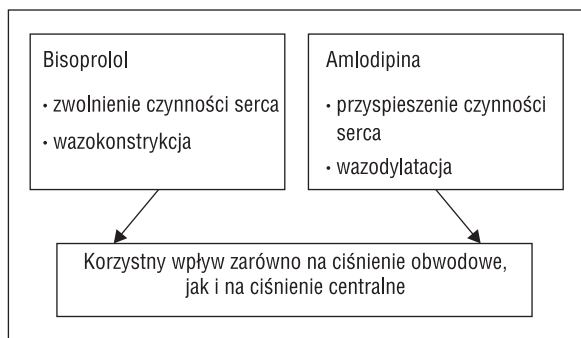 Bisoprolol
• zwolnienie czynności serca
• wazokonstrykcja
Amlodipina
• przyspieszenie czynności
serca
• wazodylatacja
Korzystny wpływ zarówno na ciśnienie obwodowe,
jak i na ciśnienie centralne